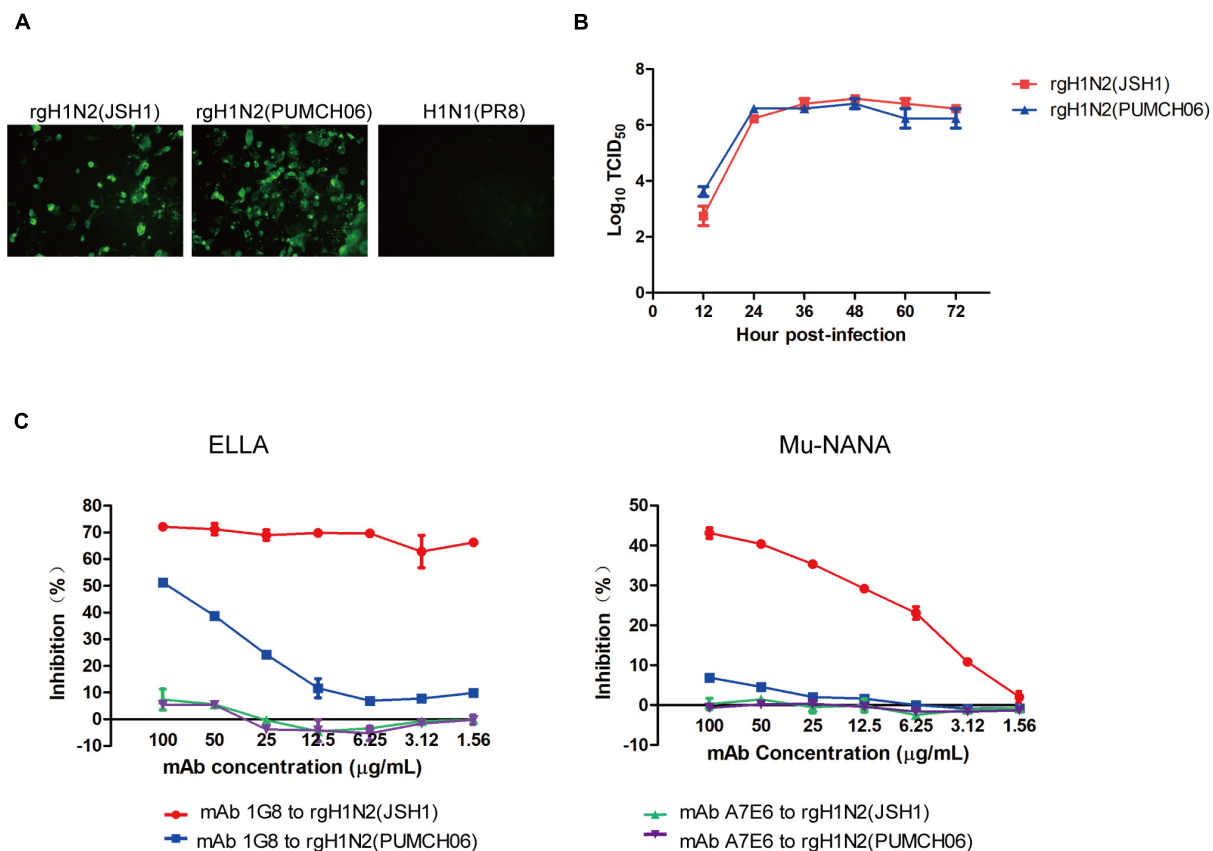 A
rgH1N2(JSH1)
rgH1N2(PUMCH06)
H1N1(PR8)
B
8
6
4
2
0
Log10 TCID50
0 12 24 36 48 60 72
Hour post-infection
rgH1N2(JSH1)
rgH1N2(PUMCH06)
C
ELLA
80
70
60
50
40
30
20
10
0
-10
Inhibition（%）
100 50 25 12.5 6.25 3.12 1.56
mAb concentration (μg/mL)
Mu-NANA
50
40
30
20
10
0
-10
Inhibition (%)
100 50 25 12.5 6.25 3.12 1.56
mAb Concentration (μg/mL)
mAb 1G8 to rgH1N2(JSH1)
mAb 1G8 to rgH1N2(PUMCH06)
mAb A7E6 to rgH1N2(JSH1)
mAb A7E6 to rgH1N2(PUMCH06)